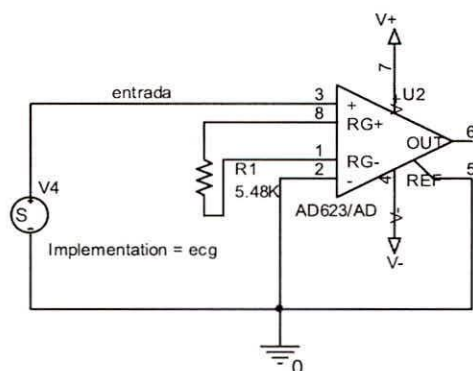 V+
7
V+
U2
entrada
3
+
8
RG+
OUT
6
1
RG-
2
-
REF
5
R1
5.48K
4
V-
AD623/AD
V4
S
Implementation = ecg
V-
0